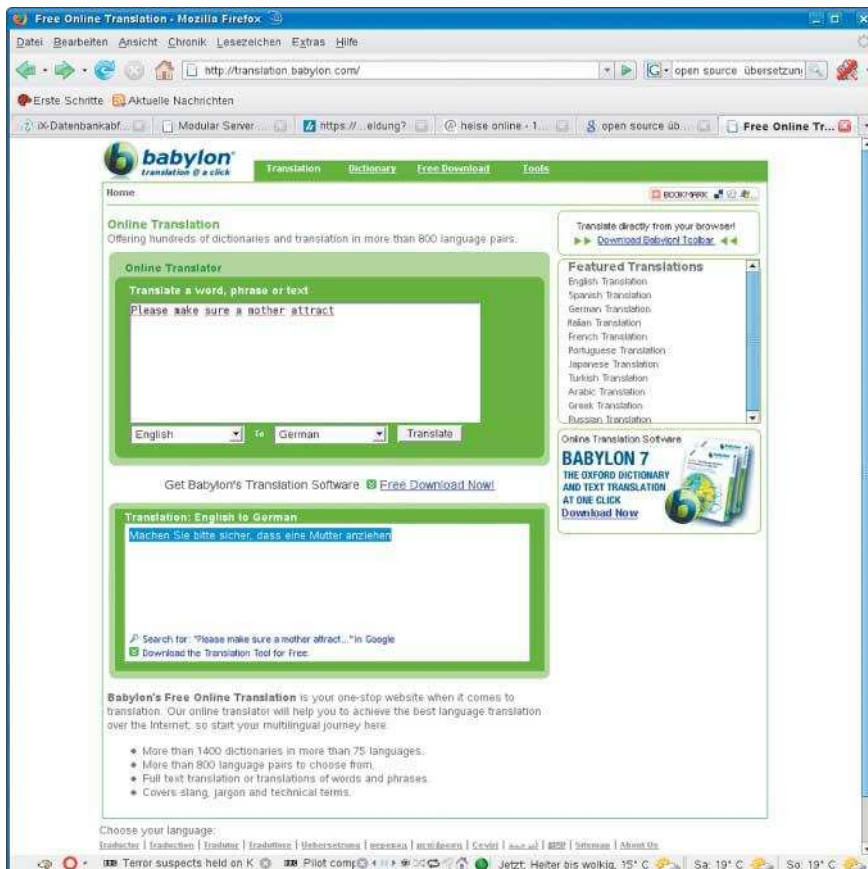 Free Online Translation - Mozilla Firefox
Datei Bearbeiten Ansicht Chronik Lesezeichen Extras Hilfe
http://translation.babylon.com/
G open source übersetzun
Erste Schritte Aktuelle Nachrichten
iX-Datenbankabf... Modular Server ... https://...eldung? heise online - 1... open source üb... Free Online Tr...
babylon
translation @ a click
Translation Dictionary Free Download Tools
Home
BOOKMARK
Online Translation
Offering hundreds of dictionaries and translation in more than 800 language pairs.
Online Translator
Translate a word, phrase or text
Please make sure a mother attract
English To German Translate
Get Babylon's Translation Software Free Download Now!
Translation: English to German
Machen Sie bitte sicher, dass eine Mutter anziehen
Search for: "Please make sure a mother attract..." in Google
Download the Translation Tool for Free.
Translate directly from your browser!
Download Babylon Toolbar
Featured Translations
English Translation
Spanish Translation
German Translation
Italian Translation
French Translation
Portuguese Translation
Japanese Translation
Turkish Translation
Arabic Translation
Greek Translation
Russian Translation
Online Translation Software
BABYLON 7
THE OXFORD DICTIONARY
AND TEXT TRANSLATION
AT ONE CLICK
Download Now
Babylon's Free Online Translation is your one-stop website when it comes to
translation. Our online translator will help you to achieve the best language translation
over the Internet, so start your multilingual journey here.
More than 1400 dictionaries in more than 75 languages.
More than 800 language pairs to choose from.
Full text translation or translations of words and phrases.
Covers slang, jargon and technical terms.
Choose your language:
traductor | traduction | tradutor | traduttore | Uebersetzung | перевод | μετάφραση | Çeviri | Sitemap | About Us
Terror suspects held on K Pilot comp Jetzt: Heiter bis wolkig, 15° C Sa: 19° C So: 19° C